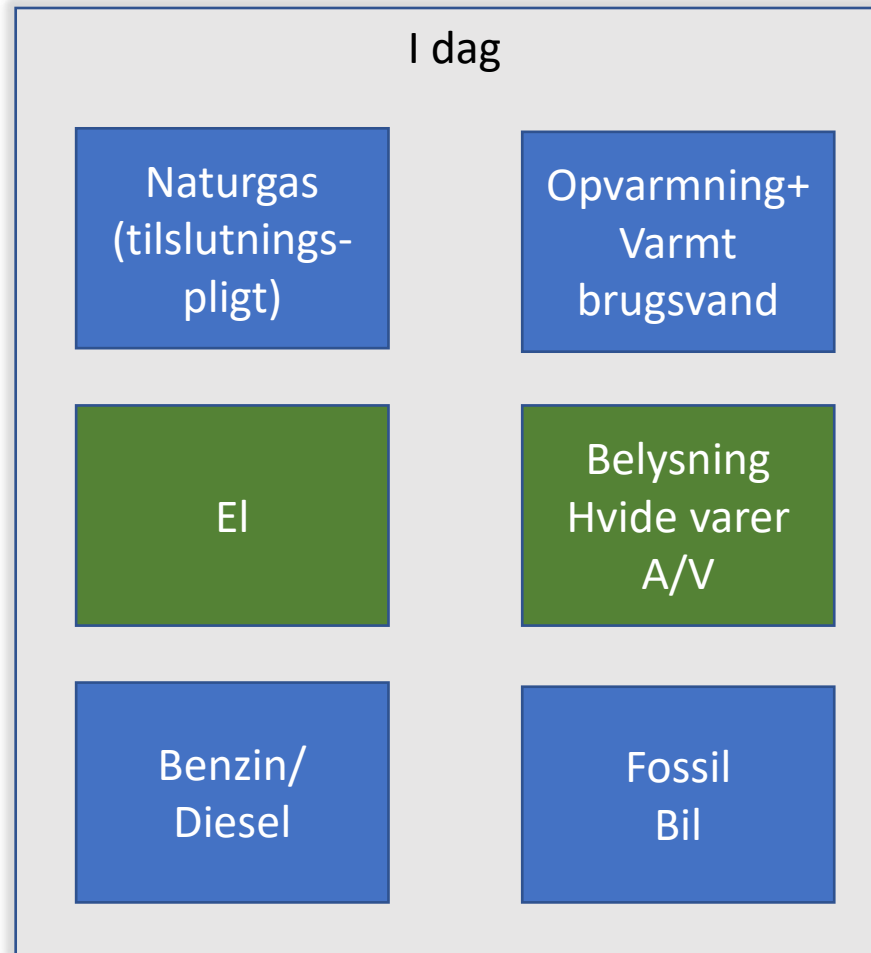 I dag
Naturgas
(tilslutnings-
pligt)
Opvarmning+
Varmt
brugsvand
El
Belysning
Hvide varer
A/V
Benzin/
Diesel
Fossil
Bil